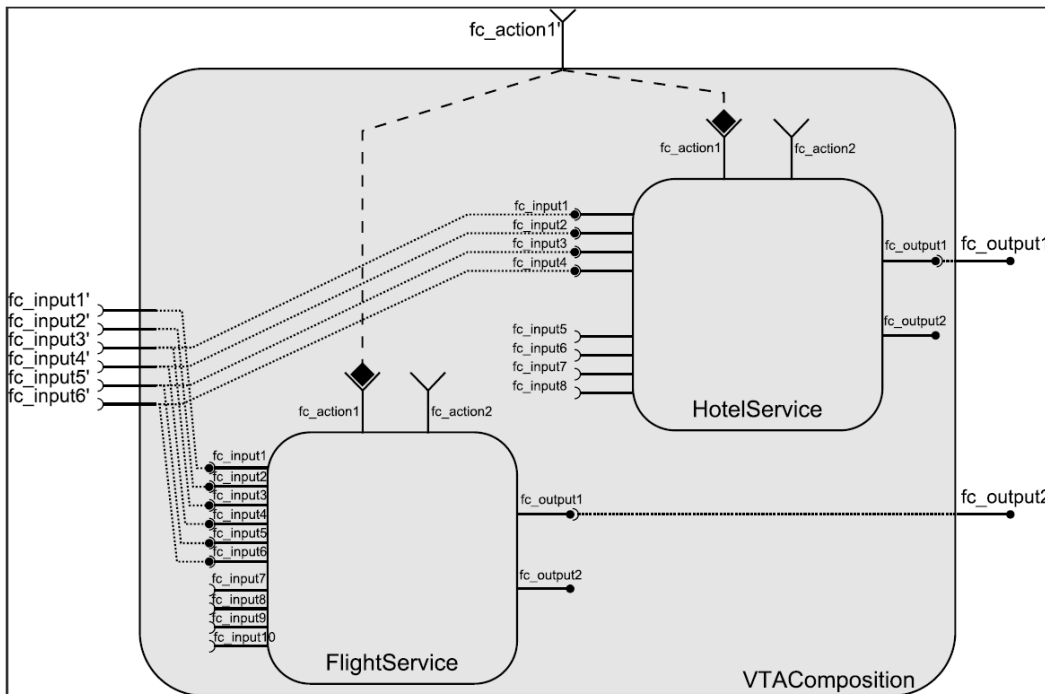 fc_action1'
fc_action1
fc_action2
fc_input1
fc_input2
fc_input3
fc_input4
fc_output1
fc_output1
fc_input1'
fc_input2'
fc_input3'
fc_input4'
fc_input5'
fc_input6'
fc_output2
fc_input5
fc_input6
fc_input7
fc_input8
HotelService
fc_action1
fc_action2
fc_input1
fc_input2
fc_input3
fc_input4
fc_input5
fc_input6
fc_output1
fc_output2
fc_input7
fc_input8
fc_input9
fc_input10
fc_output2
FlightService
VTAComposition